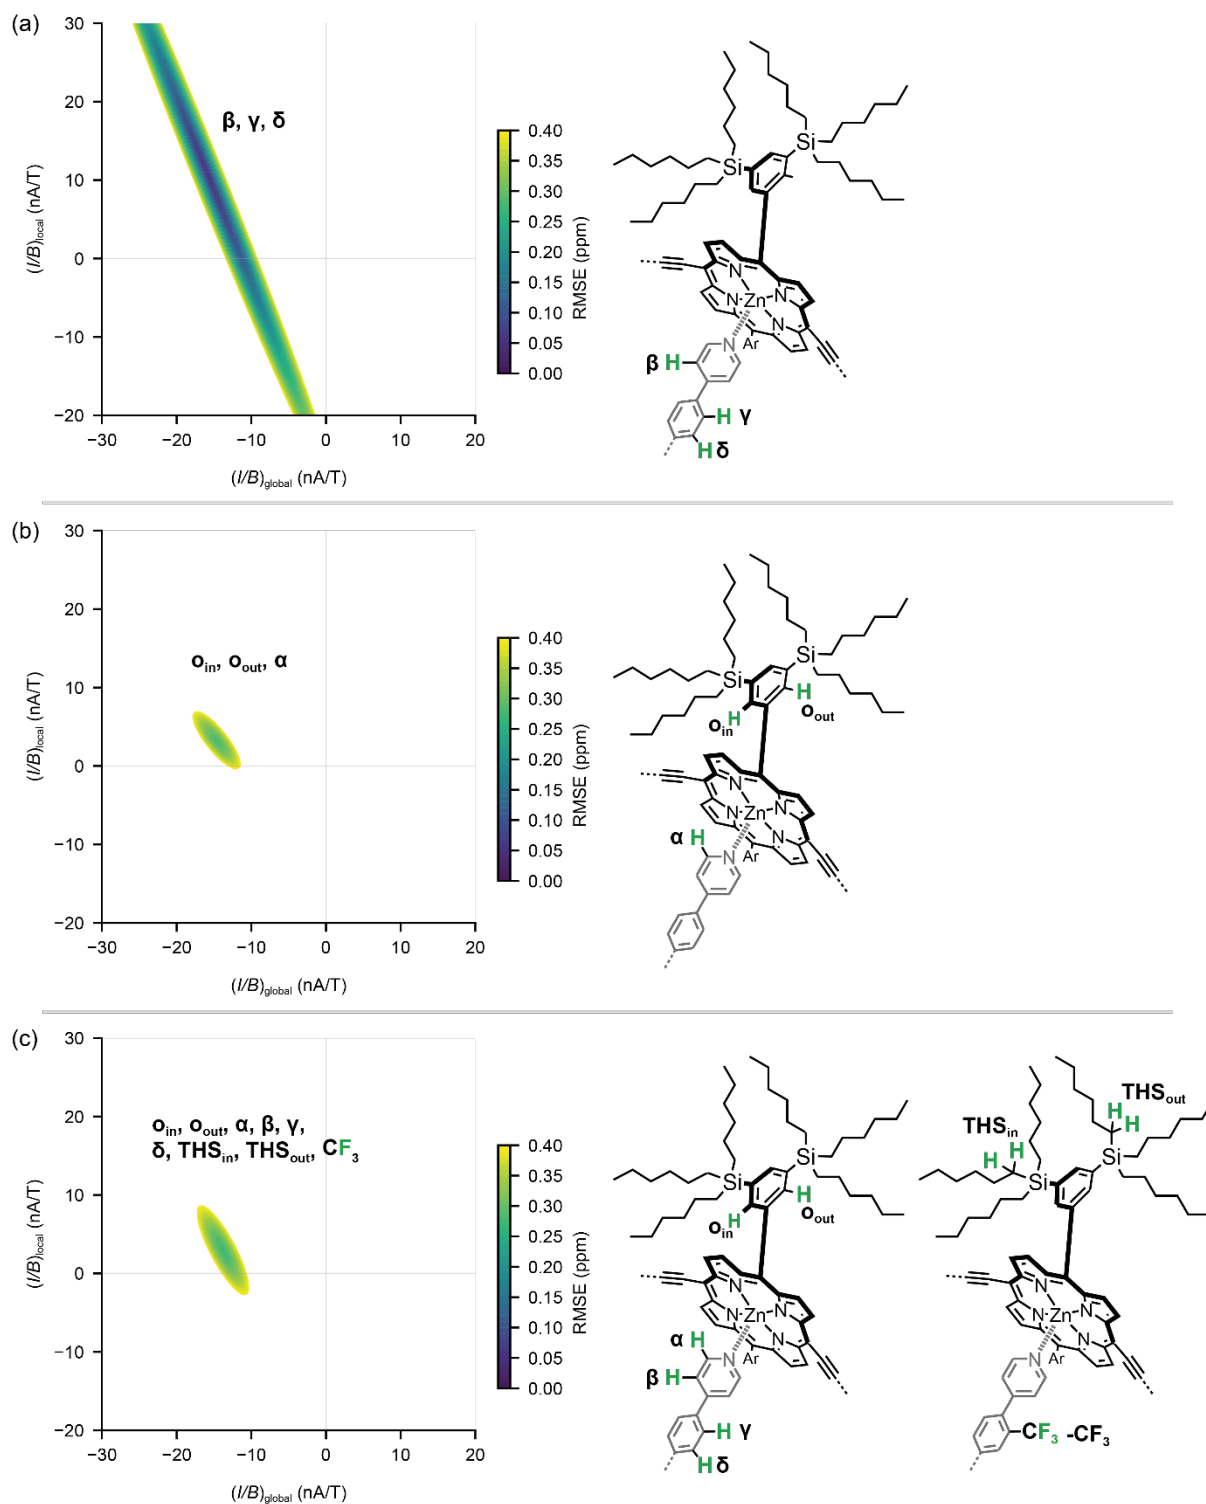 (a)
30
20
10
0
−10
−20
−30
−20
−10
0
10
20
(I/B)local (nA/T)
(I/B)global (nA/T)
β, γ, δ
0.40
0.35
0.30
0.25
0.20
0.15
0.10
0.05
0.00
RMSE (ppm)
Si
Si
N
N
Zn
N
N
N
Ar
β H
H γ
H δ
(b)
30
20
10
0
−10
−20
−30
−20
−10
0
10
20
(I/B)local (nA/T)
(I/B)global (nA/T)
oin, oout, α
0.40
0.35
0.30
0.25
0.20
0.15
0.10
0.05
0.00
RMSE (ppm)
Si
Si
H
oout
H
oin
N
N
Zn
N
N
α H
N
Ar
(c)
30
20
10
0
−10
−20
−30
−20
−10
0
10
20
(I/B)local (nA/T)
(I/B)global (nA/T)
oin, oout, α, β, γ,
δ, THSin, THSout, CF3
0.40
0.35
0.30
0.25
0.20
0.15
0.10
0.05
0.00
RMSE (ppm)
Si
Si
H
oout
H
oin
N
N
Zn
N
N
α H
N
Ar
β H
H γ
H δ
THSout
H
H
THSin
H
H
Si
Si
N
N
Zn
N
N
N
Ar
CF3 -CF3